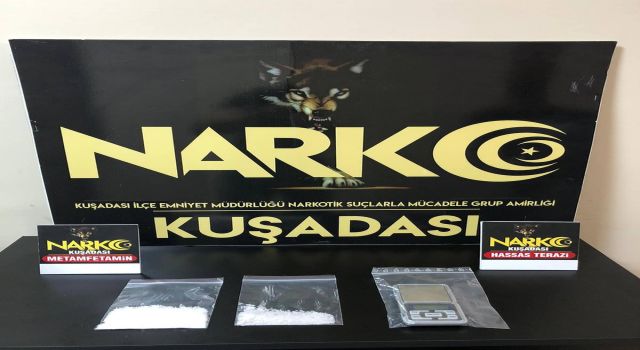 NARKO
KUŞADASI İLÇE EMNİYET MÜDÜRLÜĞÜ NARKOTİK SUÇLARLA MÜCADELE GRUP AMİRLİĞİ
KUŞADASI
NARKO
KUŞADASI
METAMFETAMİN
NARKO
KUŞADASI
HASSAS TERAZİ